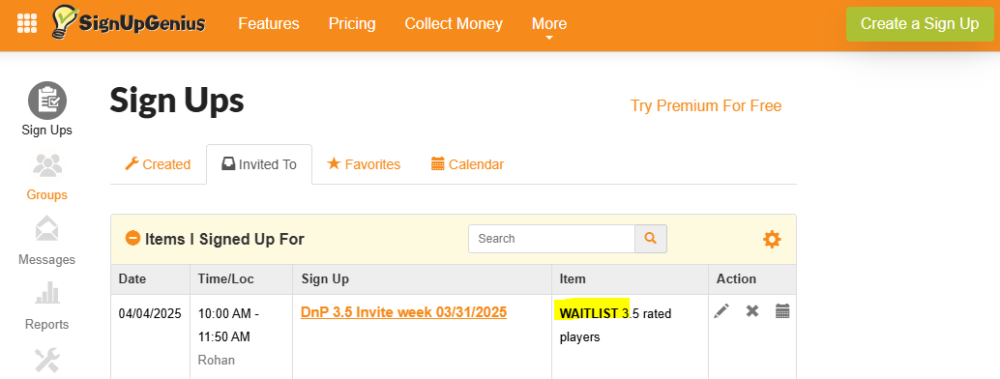 SignUpGenius
Features
Pricing
Collect Money
More
Create a Sign Up
Sign Ups
Sign Ups
Try Premium For Free
Created
Invited To
Favorites
Calendar
Groups
Messages
Reports
Items I Signed Up For
Search
Date
Time/Loc
Sign Up
Item
Action
04/04/2025
10:00 AM -
11:50 AM
Rohan
DnP 3.5 Invite week 03/31/2025
WAITLIST 3.5 rated
players